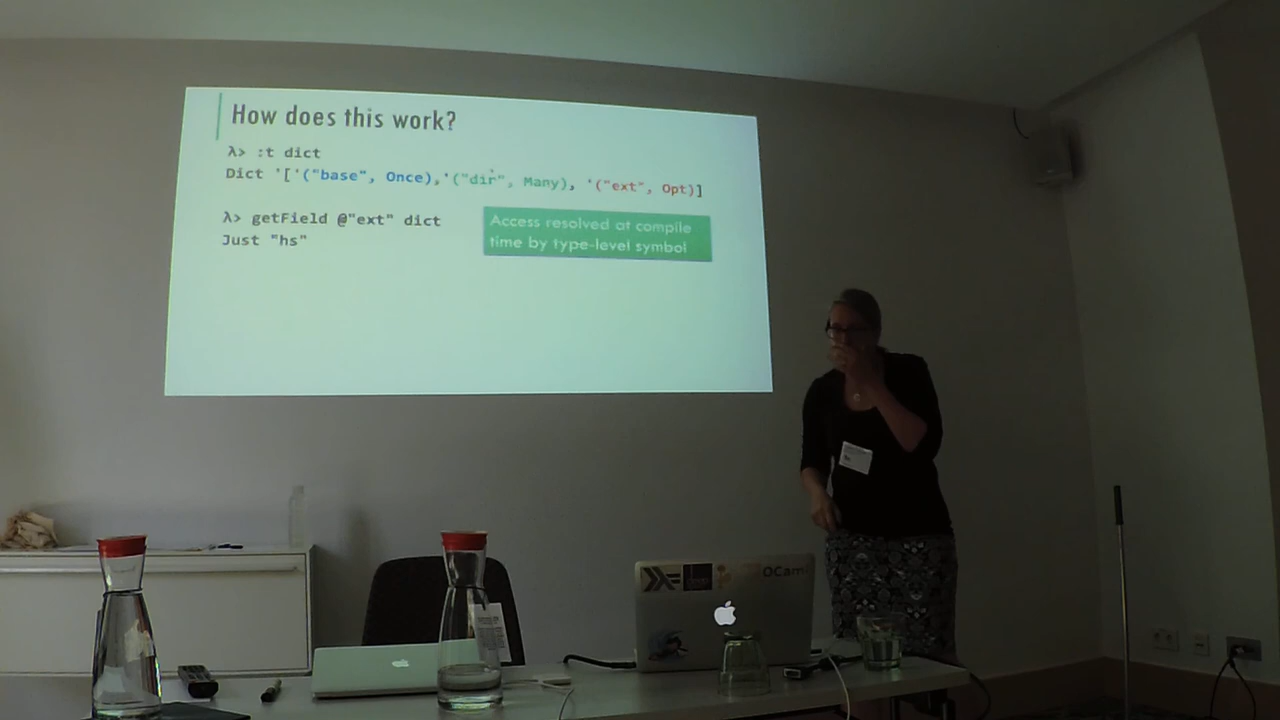 How does this work?
λ> :t dict
Dict '['("base", Once),'("dir", Many), '("ext", Opt)]
λ> getField @"ext" dict
Just "hs"
Access resolved at compile
time by type-level symbol
OCaml